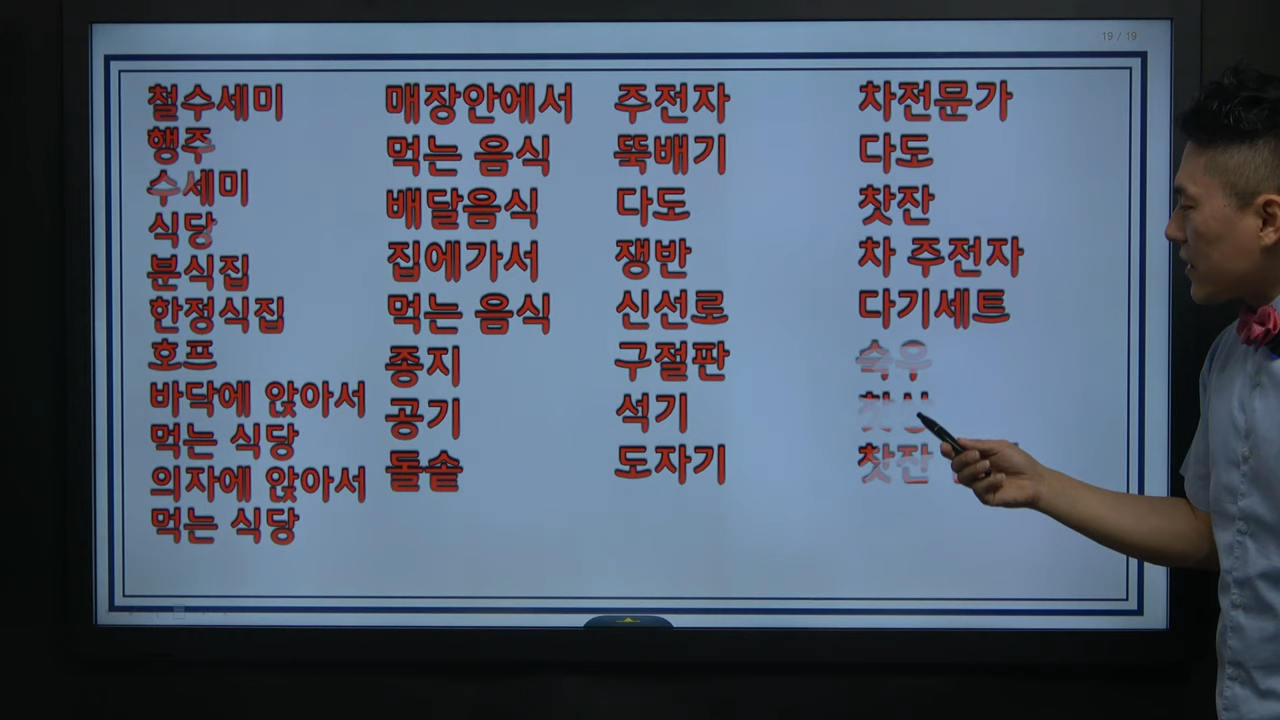 19 / 19
철수세미
행주
수세미
식당
분식집
한정식집
호프
바닥에 앉아서
먹는 식당
의자에 앉아서
먹는 식당
매장안에서
먹는 음식
배달음식
집에가서
먹는 음식
종지
공기
돌솥
주전자
뚝배기
다도
쟁반
신선로
구절판
석기
도자기
차전문가
다도
찻잔
차 주전자
다기세트
숙우
찻상
찻잔